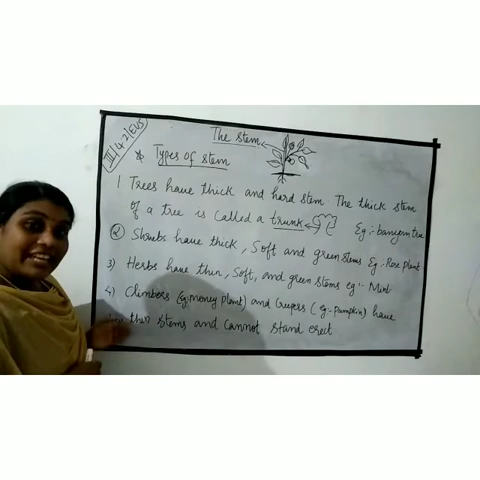 III/4.2/EVS
The stem
* Types of stem
1 Trees have thick and hard stem The thick stem
of a tree is called a trunk Eg :- banyan tree
② Shrubs have thick, soft and green stems Eg :- Rose plant
3) Herbs have thin, soft, and green stems eg :- Mint
4) Climbers (eg:money plant) and Crepers (eg:- Pumpkin) have
thin stems and cannot stand erect